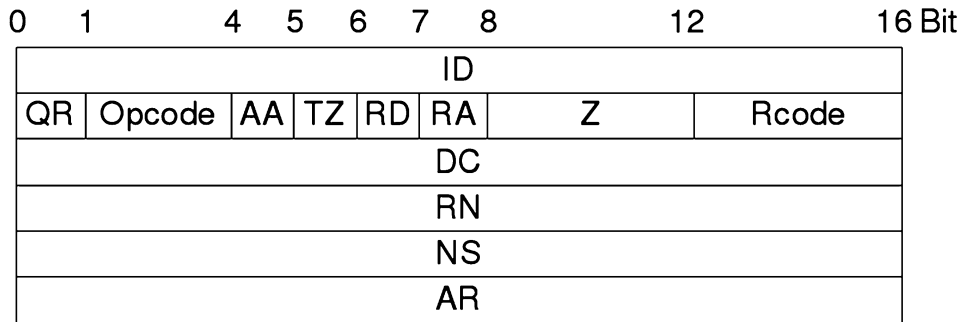 0 1 4 5 6 7 8 12 16 Bit
ID
QR Opcode AA TZ RD RA Z Rcode
DC
RN
NS
AR